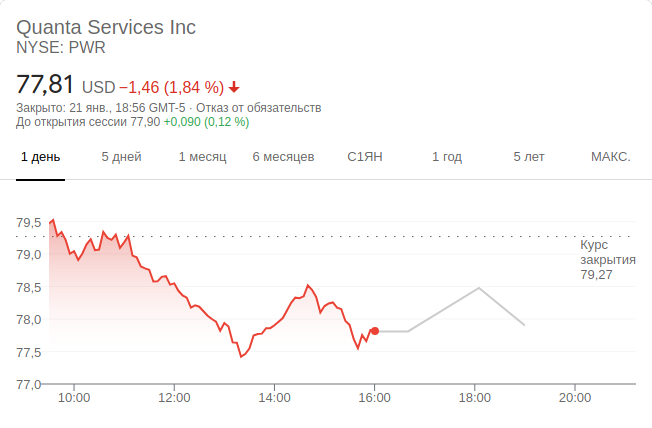 Quanta Services Inc
NYSE: PWR
77,81 USD −1,46 (1,84 %)
Закрыто: 21 янв., 18:56 GMT-5 · Отказ от обязательств
До открытия сессии 77,90 +0,090 (0,12 %)
1 день 5 дней 1 месяц 6 месяцев С1ЯН 1 год 5 лет МАКС.
79,5
79,0
78,5
78,0
77,5
77,0
Курс
закрытия
79,27
10:00 12:00 14:00 16:00 18:00 20:00